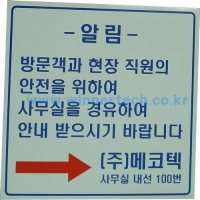 - 알림 -
방문객과 현장 직원의
안전을 위하여
사무실을 경유하여
안내 받으시기 바랍니다
(주)메코텍
사무실 내선 100번